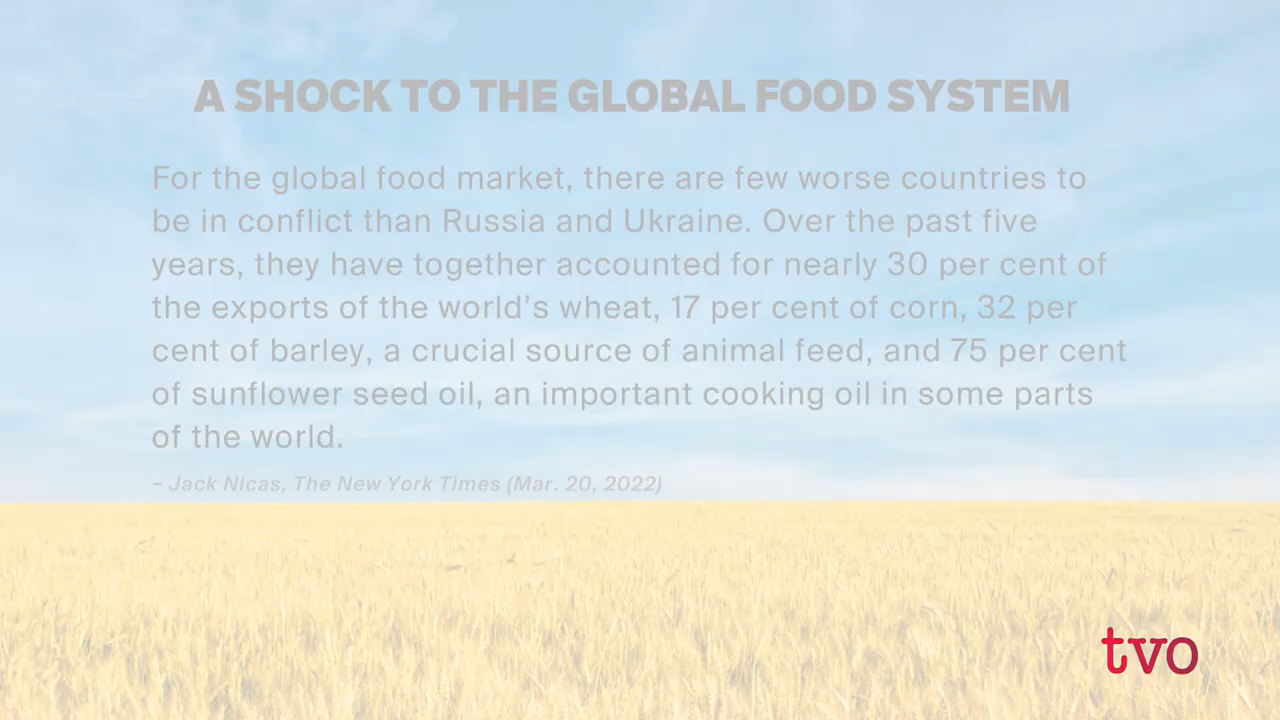 A SHOCK TO THE GLOBAL FOOD SYSTEM
For the global food market, there are few worse countries to
be in conflict than Russia and Ukraine. Over the past five
years, they have together accounted for nearly 30 per cent of
the exports of the world's wheat, 17 per cent of corn, 32 per
cent of barley, a crucial source of animal feed, and 75 per cent
of sunflower seed oil, an important cooking oil in some parts
of the world.
– Jack Nicas, The New York Times (Mar. 20, 2022)
tvo